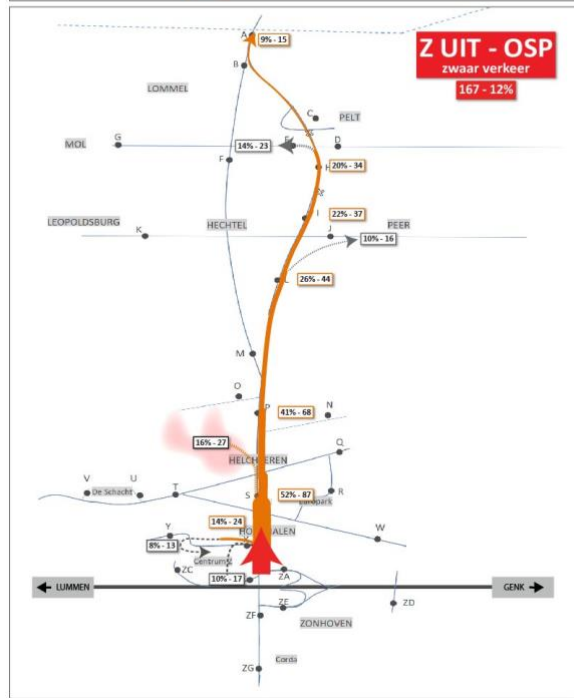 Z UIT - OSP
zwaar verkeer
167 - 12%
A
9% - 15
B
LOMMEL
C
PELT
MOL
G
14% - 23
D
F
H
20% - 34
I
22% - 37
LEOPOLDSBURG
K
HECHTEL
J
PEER
10% - 16
L
26% - 44
M
O
P
41% - 68
N
16% - 27
Q
V
U
T
De Schacht
S
52% - 87
R
14% - 24
Y
W
8% - 13
Centrum
ZC
10% - 17
ZA
LUMMEN
GENK
ZE
ZD
ZF
ZONHOVEN
Corda
ZG